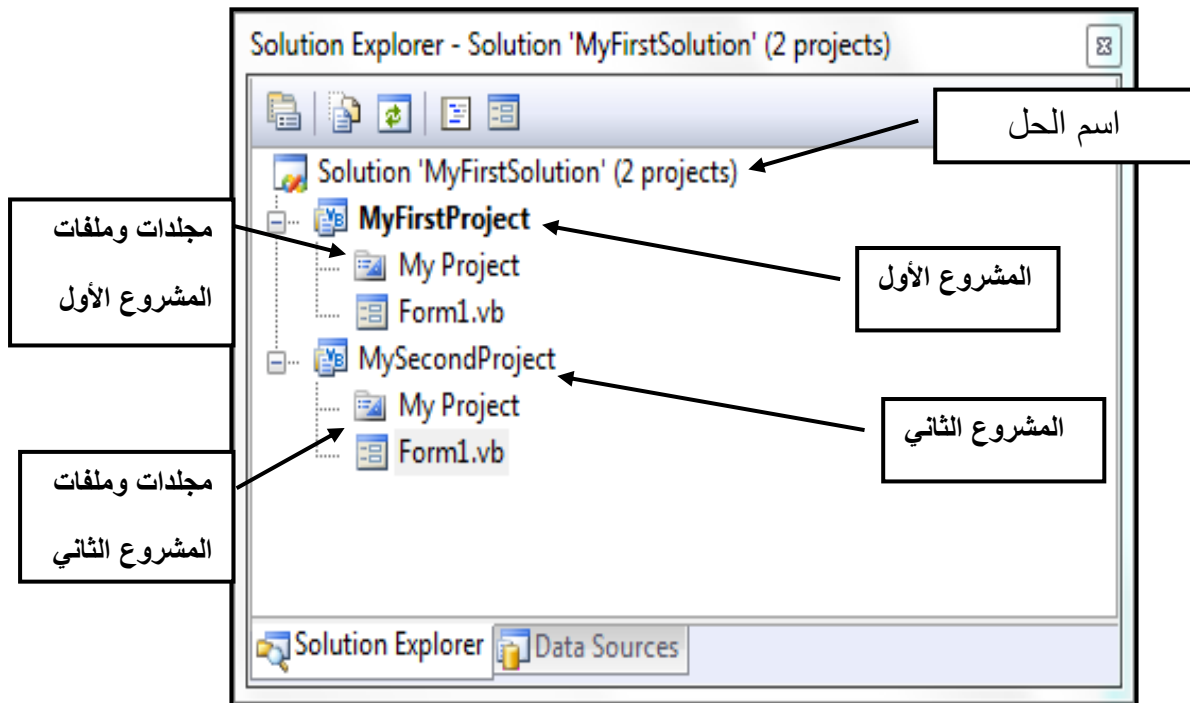 Solution Explorer - Solution 'MyFirstSolution' (2 projects)
اسم الحل
Solution 'MyFirstSolution' (2 projects)
MyFirstProject
مجلدات وملفات
المشروع الأول
My Project
المشروع الأول
Form1.vb
MySecondProject
My Project
المشروع الثاني
Form1.vb
مجلدات وملفات
المشروع الثاني
Solution Explorer
Data Sources